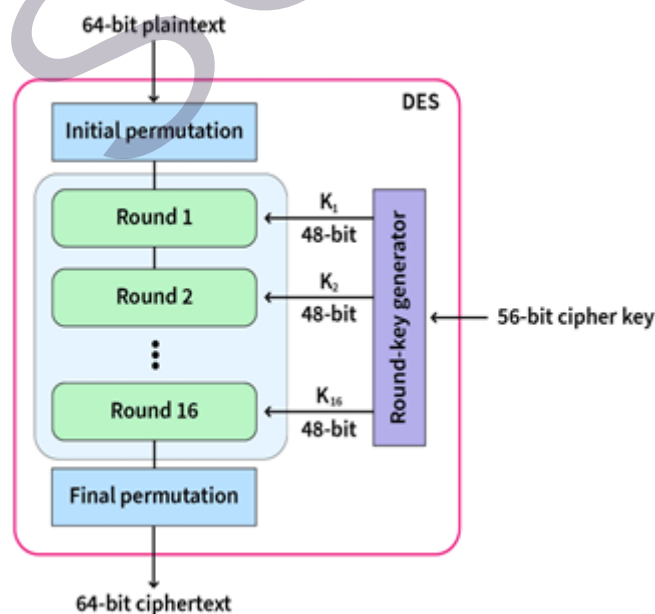 64-bit plaintext
DES
Initial permutation
Round 1
K₁
48-bit
Round 2
K₂
48-bit
Round-key generator
56-bit cipher key
Round 16
K₁₆
48-bit
Final permutation
64-bit ciphertext